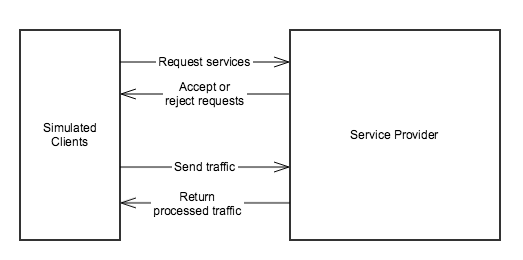 Request services
Accept or
reject requests
Simulated
Clients
Service Provider
Send traffic
Return
processed traffic